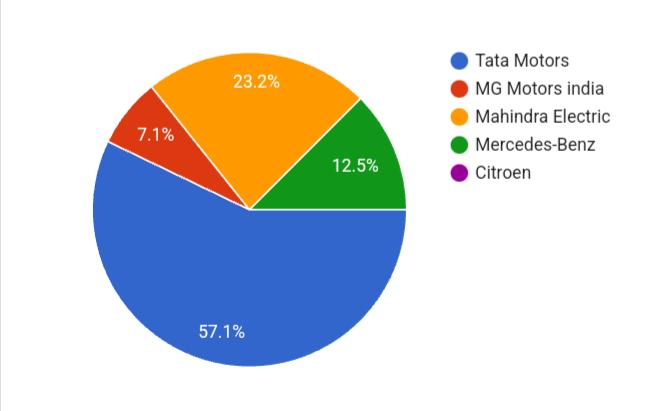 23.2%
7.1%
12.5%
57.1%
Tata Motors
MG Motors india
Mahindra Electric
Mercedes-Benz
Citroen